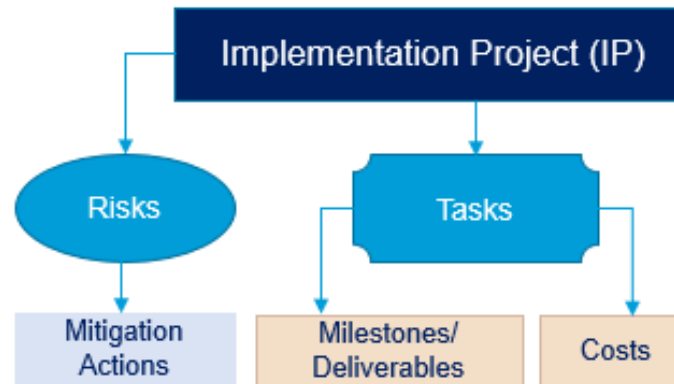 Implementation Project (IP)
Risks
Tasks
Mitigation
Actions
Milestones/
Deliverables
Costs